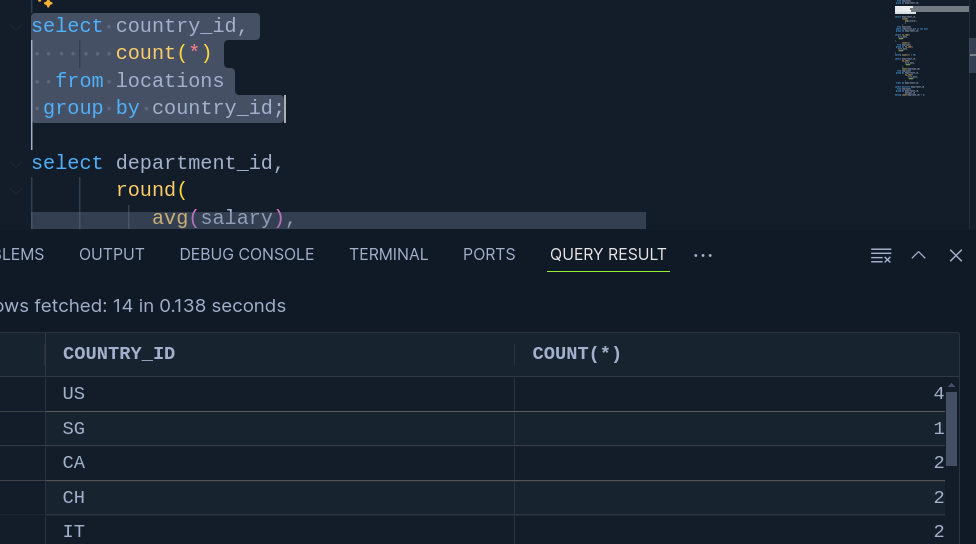 select country_id,
count(*)
from locations
group by country_id;
select department_id,
round(
avg(salary),
BLEMS OUTPUT DEBUG CONSOLE TERMINAL PORTS QUERY RESULT ...
ows fetched: 14 in 0.138 seconds
COUNTRY_ID COUNT(*)
US 4
SG 1
CA 2
CH 2
IT 2